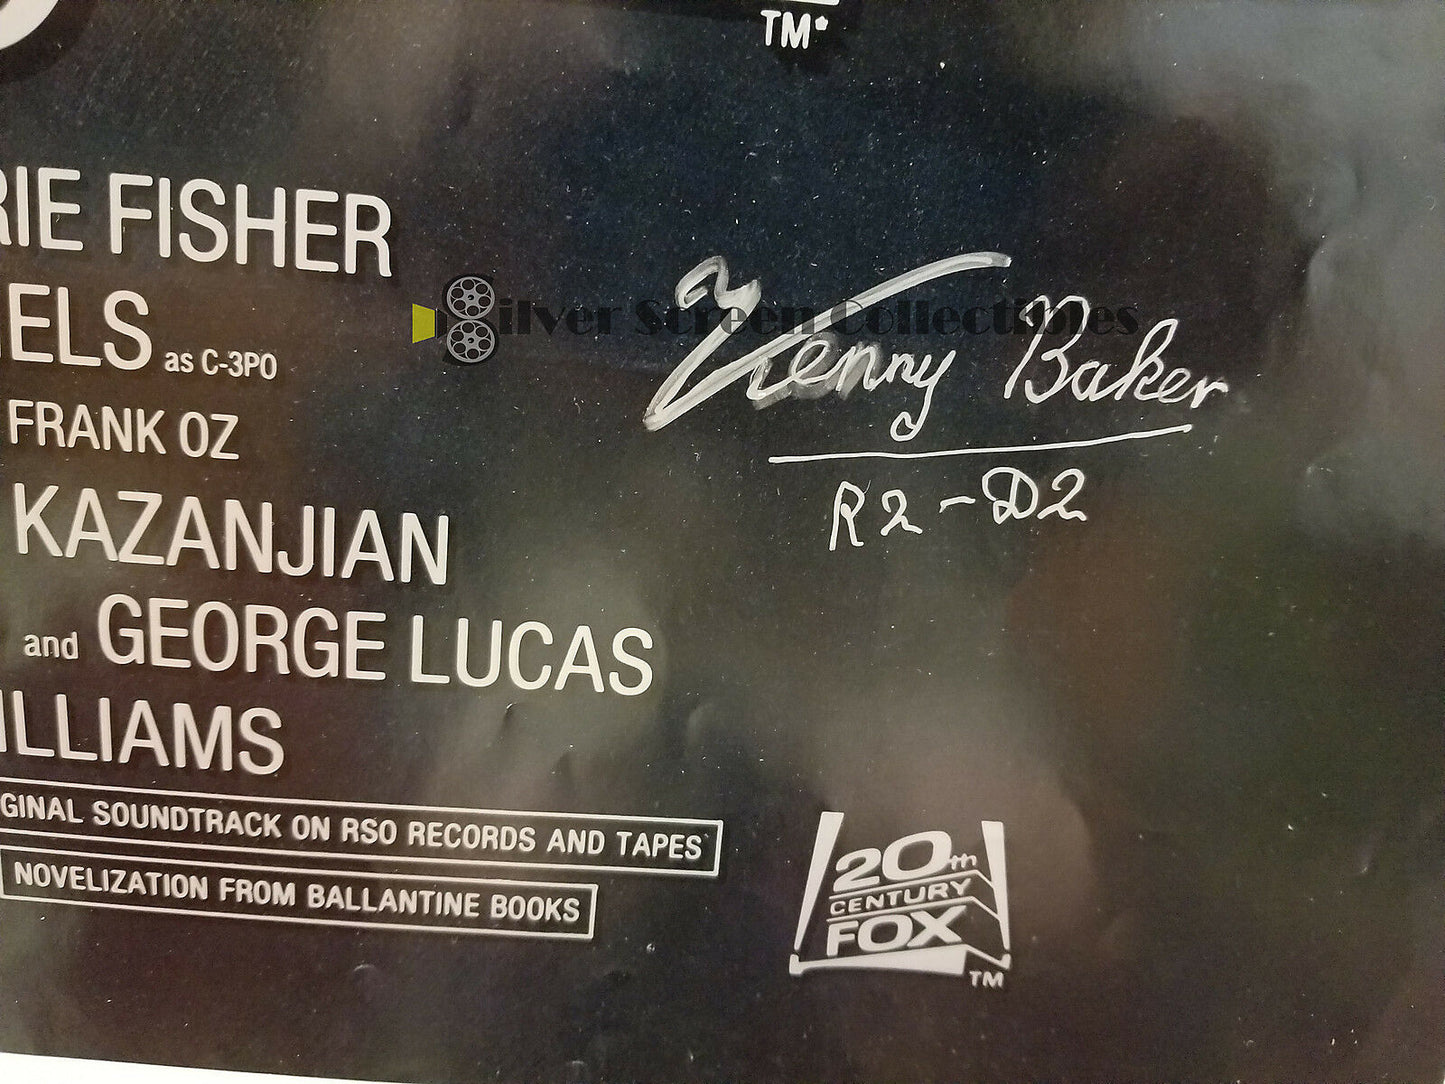 TM*
RIE FISHER
IELS as C-3PO
FRANK OZ
KAZANJIAN
and GEORGE LUCAS
ILLIAMS
GINAL SOUNDTRACK ON RSO RECORDS AND TAPES
NOVELIZATION FROM BALLANTINE BOOKS
Silver Screen Collectibles
Kenny Baker
R2-D2
20th
CENTURY
FOX
TM